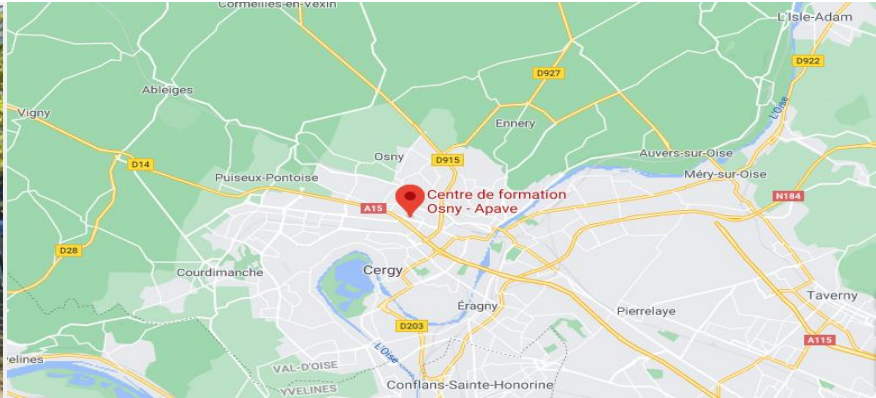 Cormeilles-en-Vexin
L'Isle-Adam
D922
D927
Ableiges
L'Oise
Vigny
Ennery
Osny
D915
Auvers-sur-Oise
D14
Méry-sur-Oise
Puiseux-Pontoise
Centre de formation
Osny - Apave
N184
A15
D28
Courdimanche
Cergy
Taverny
Éragny
Pierrelaye
D203
A115
L'Oise
elines
VAL-D'OISE
YVELINES
Conflans-Sainte-Honorine